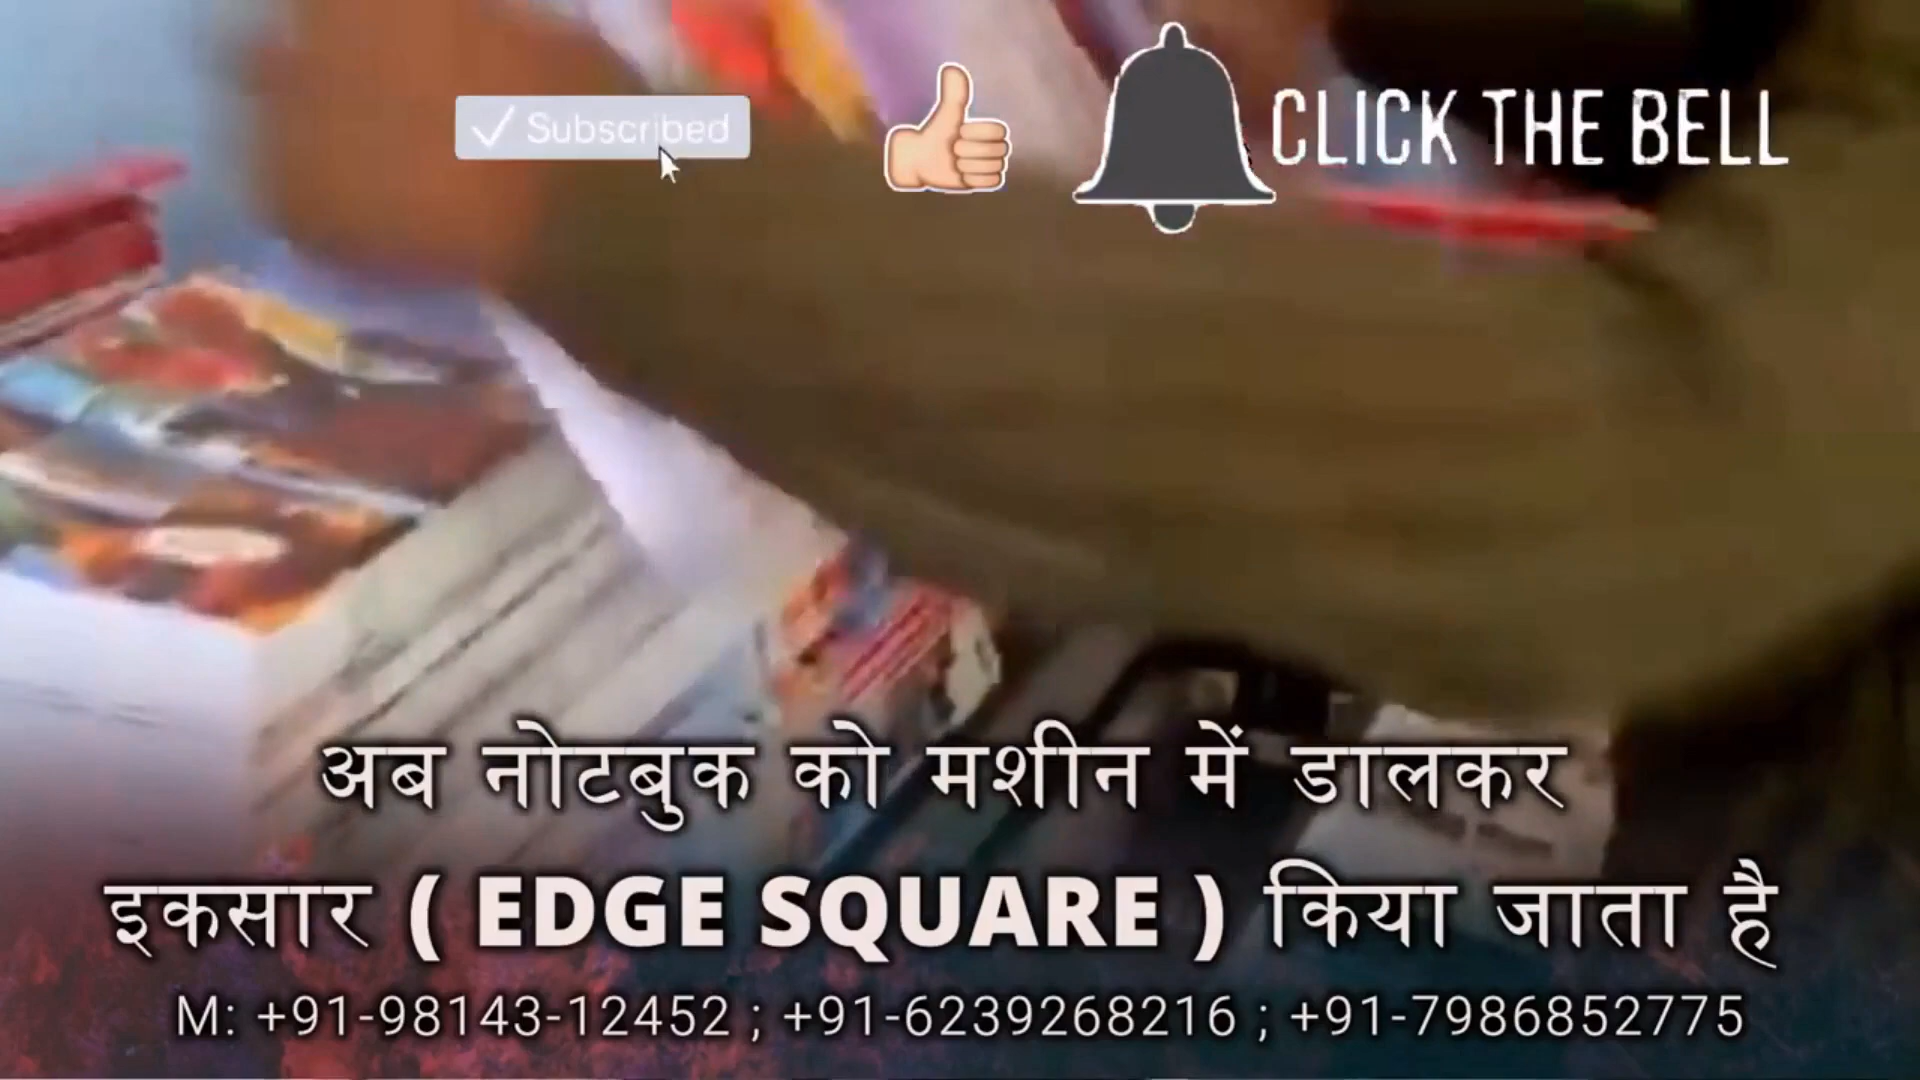 Subscribed
CLICK THE BELL
अब नोटबुक को मशीन में डालकर
इकसार ( EDGE SQUARE ) किया जाता है
M: +91-98143-12452 ; +91-6239268216 ; +91-7986852775